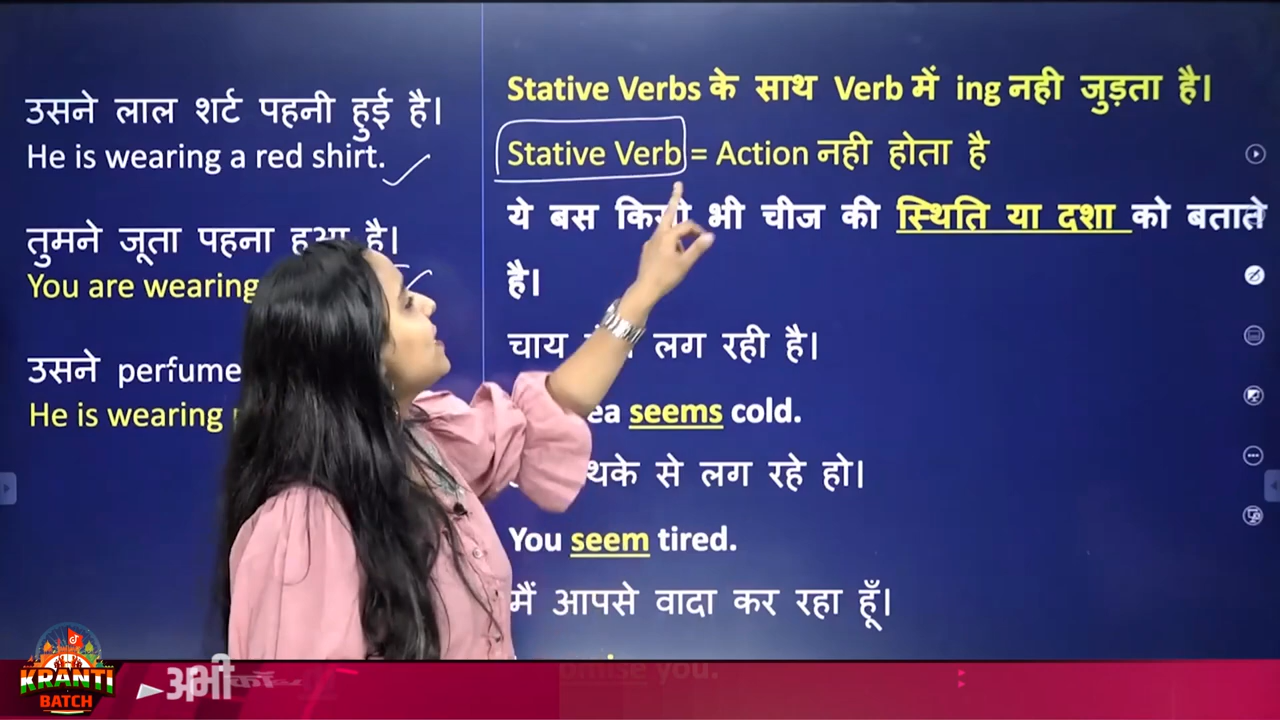 उसने लाल शर्ट पहनी हुई है।
He is wearing a red shirt.
तुमने जूता पहना हुआ है।
You are wearing
उसने perfume
He is wearing
Stative Verbs के साथ Verb में ing नही जुड़ता है।
Stative Verb = Action नही होता है
ये बस किसी भी चीज की स्थिति या दशा को बताते
है।
चाय लग रही है।
seems cold.
थके से लग रहे हो।
You seem tired.
मैं आपसे वादा कर रहा हूँ।
you.
KRANTI
BATCH
अभी